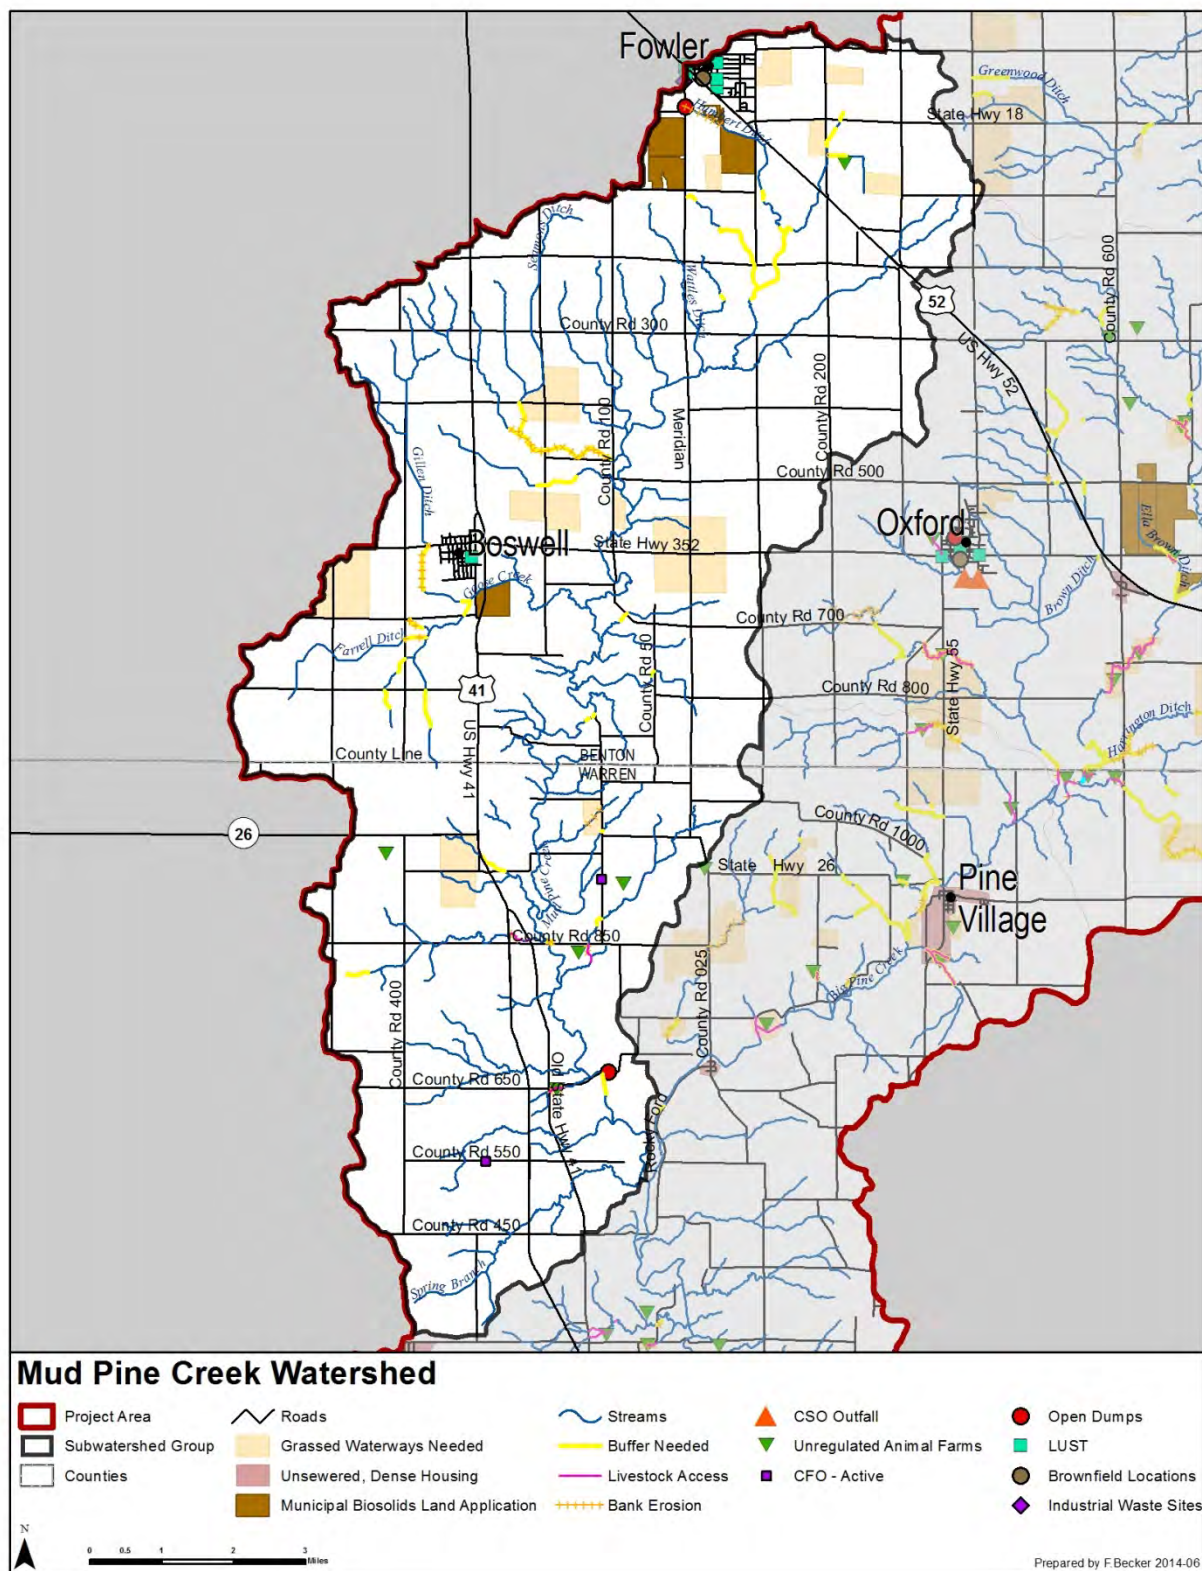 Fowler
Greenwood Ditch
Humbert Ditch
State Hwy 18
Simmons Ditch
County Rd 600
Wattles Ditch
52
County Rd 300
US Hwy 52
County Rd 200
County Rd 100
Meridian
Gillen Ditch
County Rd 500
Oxford
Ella Brown Ditch
Boswell
State Hwy 352
Goose Creek
Brown Ditch
County Rd 700
Farrell Ditch
County Rd 50
State Hwy 55
41
County Rd 800
Harrington Ditch
US Hwy 41
County Line
BENTON
WARREN
26
County Rd 1000
State Hwy 26
Mud Pine Creek
Pine
Village
County Rd 850
County Rd 025
Big Pine Creek
County Rd 400
Old State Hwy 41
County Rd 650
Rocky Ford
County Rd 550
County Rd 450
Spring Branch
Mud Pine Creek Watershed
Project Area
Roads
Streams
CSO Outfall
Open Dumps
Subwatershed Group
Grassed Waterways Needed
Buffer Needed
Unregulated Animal Farms
LUST
Counties
Unsewered, Dense Housing
Livestock Access
CFO - Active
Brownfield Locations
Municipal Biosolids Land Application
Bank Erosion
Industrial Waste Sites
N
0 0.5 1 2 3
Miles
Prepared by F.Becker 2014-06